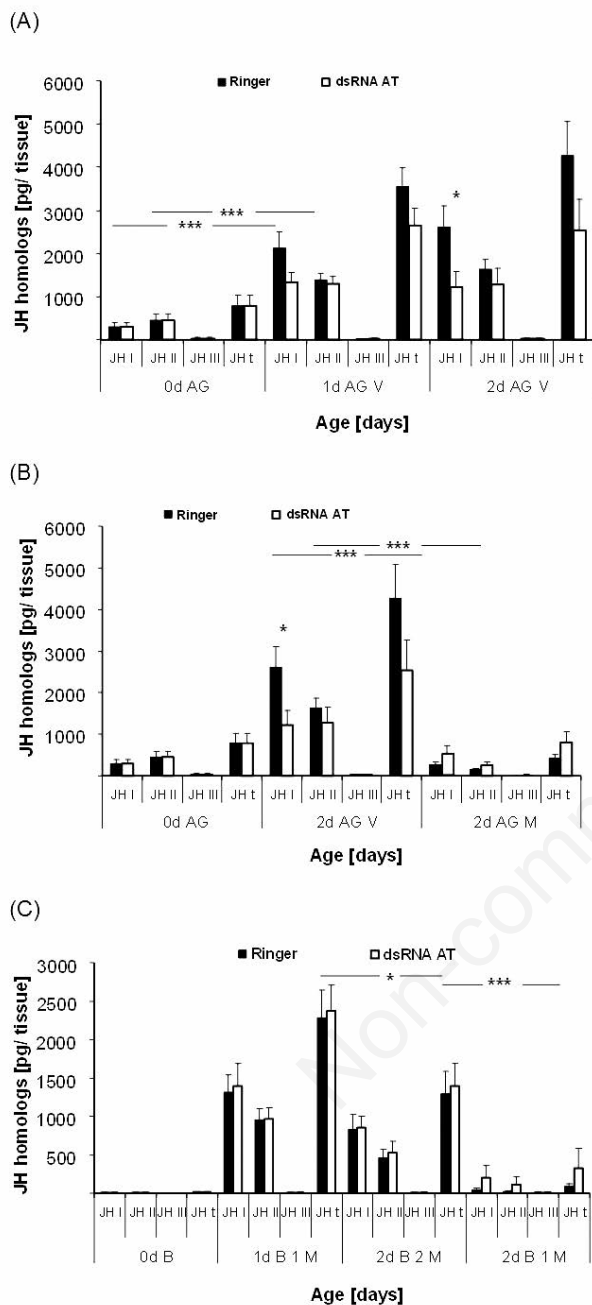 (A)
■ Ringer □ dsRNA AT
JH homologs [pg/ tissue]
6000
5000
4000
3000
2000
1000
***
***
*
JH I JH II JH III JH t JH I JH II JH III JH t JH I JH II JH III JH t
0d AG 1d AG V 2d AG V
Age [days]
(B)
■ Ringer □ dsRNA AT
JH homologs [pg/ tissue]
6000
5000
4000
3000
2000
1000
***
***
*
JH I JH II JH III JH t JH I JH II JH III JH t JH I JH II JH III JH t
0d AG 2d AG V 2d AG M
Age [days]
(C)
■ Ringer □ dsRNA AT
JH homologs [pg/ tissue]
3000
2500
2000
1500
1000
500
* ***
JH I JH II JH III JH t JH I JH II JH III JH t JH I JH II JH III JH t JH I JH II JH III JH t
0d B 1d B 1 M 2d B 2 M 2d B 1 M
Age [days]
Non-comm